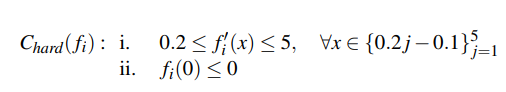 C_hard(f_i) : i. 0.2 ≤ f_i′(x) ≤ 5, ∀x ∈ {0.2j − 0.1}_{j=1}^5
ii. f_i(0) ≤ 0